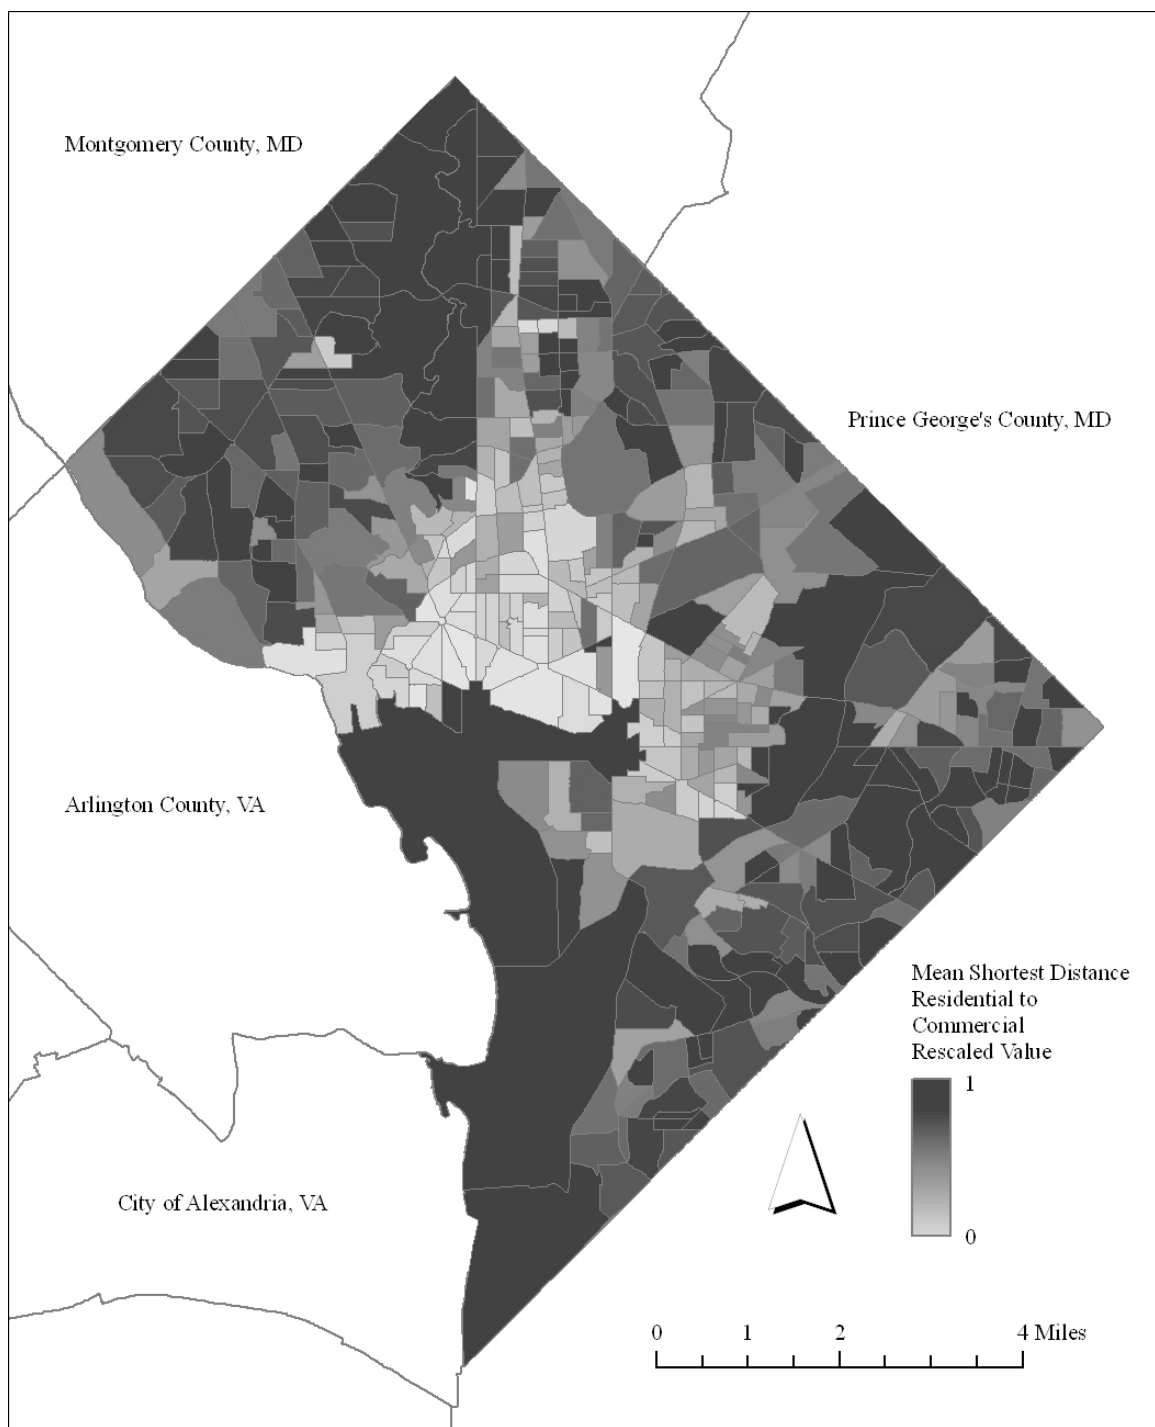 Montgomery County, MD
Prince George's County, MD
Arlington County, VA
Mean Shortest Distance
Residential to
Commercial
Rescaled Value
1
0
City of Alexandria, VA
0 1 2 4 Miles